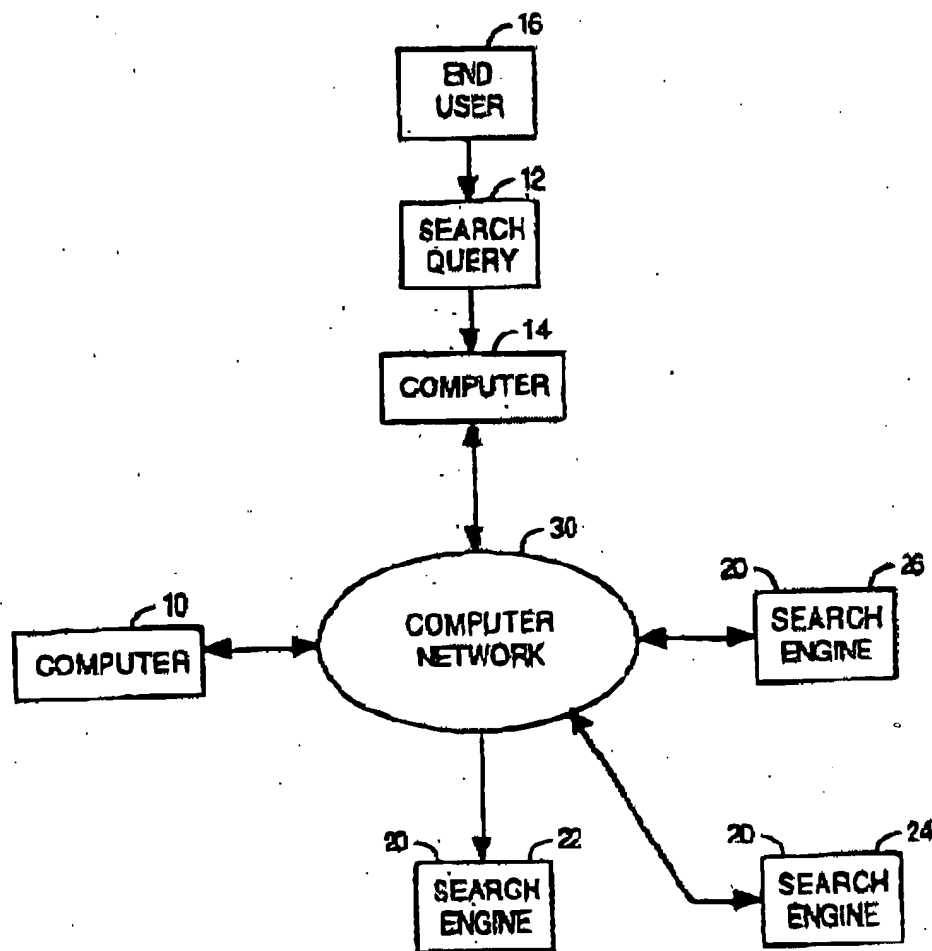 16
END
USER
12
SEARCH
QUERY
14
COMPUTER
30
COMPUTER
NETWORK
10
COMPUTER
20 26
SEARCH
ENGINE
20 22
SEARCH
ENGINE
20 24
SEARCH
ENGINE